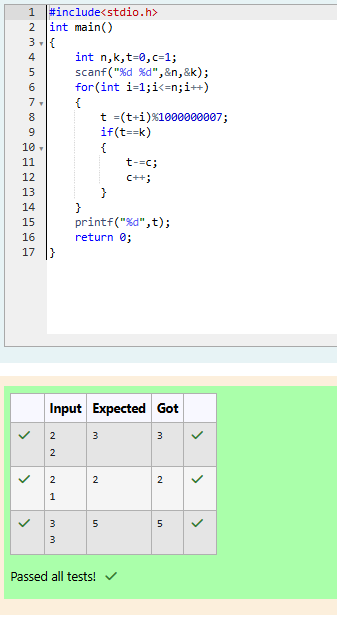 1 #include<stdio.h>
2 int main()
3 {
4 int n,k,t=0,c=1;
5 scanf("%d %d",&n,&k);
6 for(int i=1;i<=n;i++)
7 {
8 t =(t+i)%1000000007;
9 if(t==k)
10 {
11 t-=c;
12 c++;
13 }
14 }
15 printf("%d",t);
16 return 0;
17 }
Input Expected Got
2 3 3
2
2 2 2
1
3 5 5
3
Passed all tests!